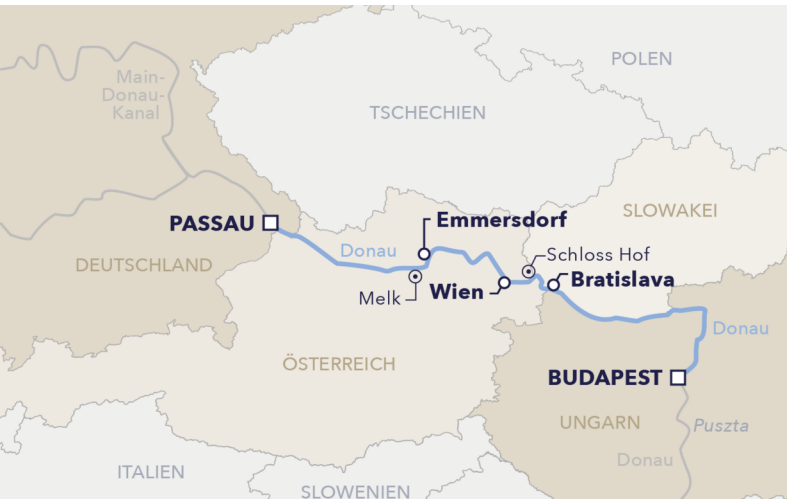 POLEN
Main-
Donau-
Kanal
TSCHECHIEN
SLOWAKEI
PASSAU
Emmersdorf
Donau
Schloss Hof
DEUTSCHLAND
Bratislava
Melk
Wien
Donau
ÖSTERREICH
BUDAPEST
UNGARN
Puszta
Donau
ITALIEN
SLOWENIEN